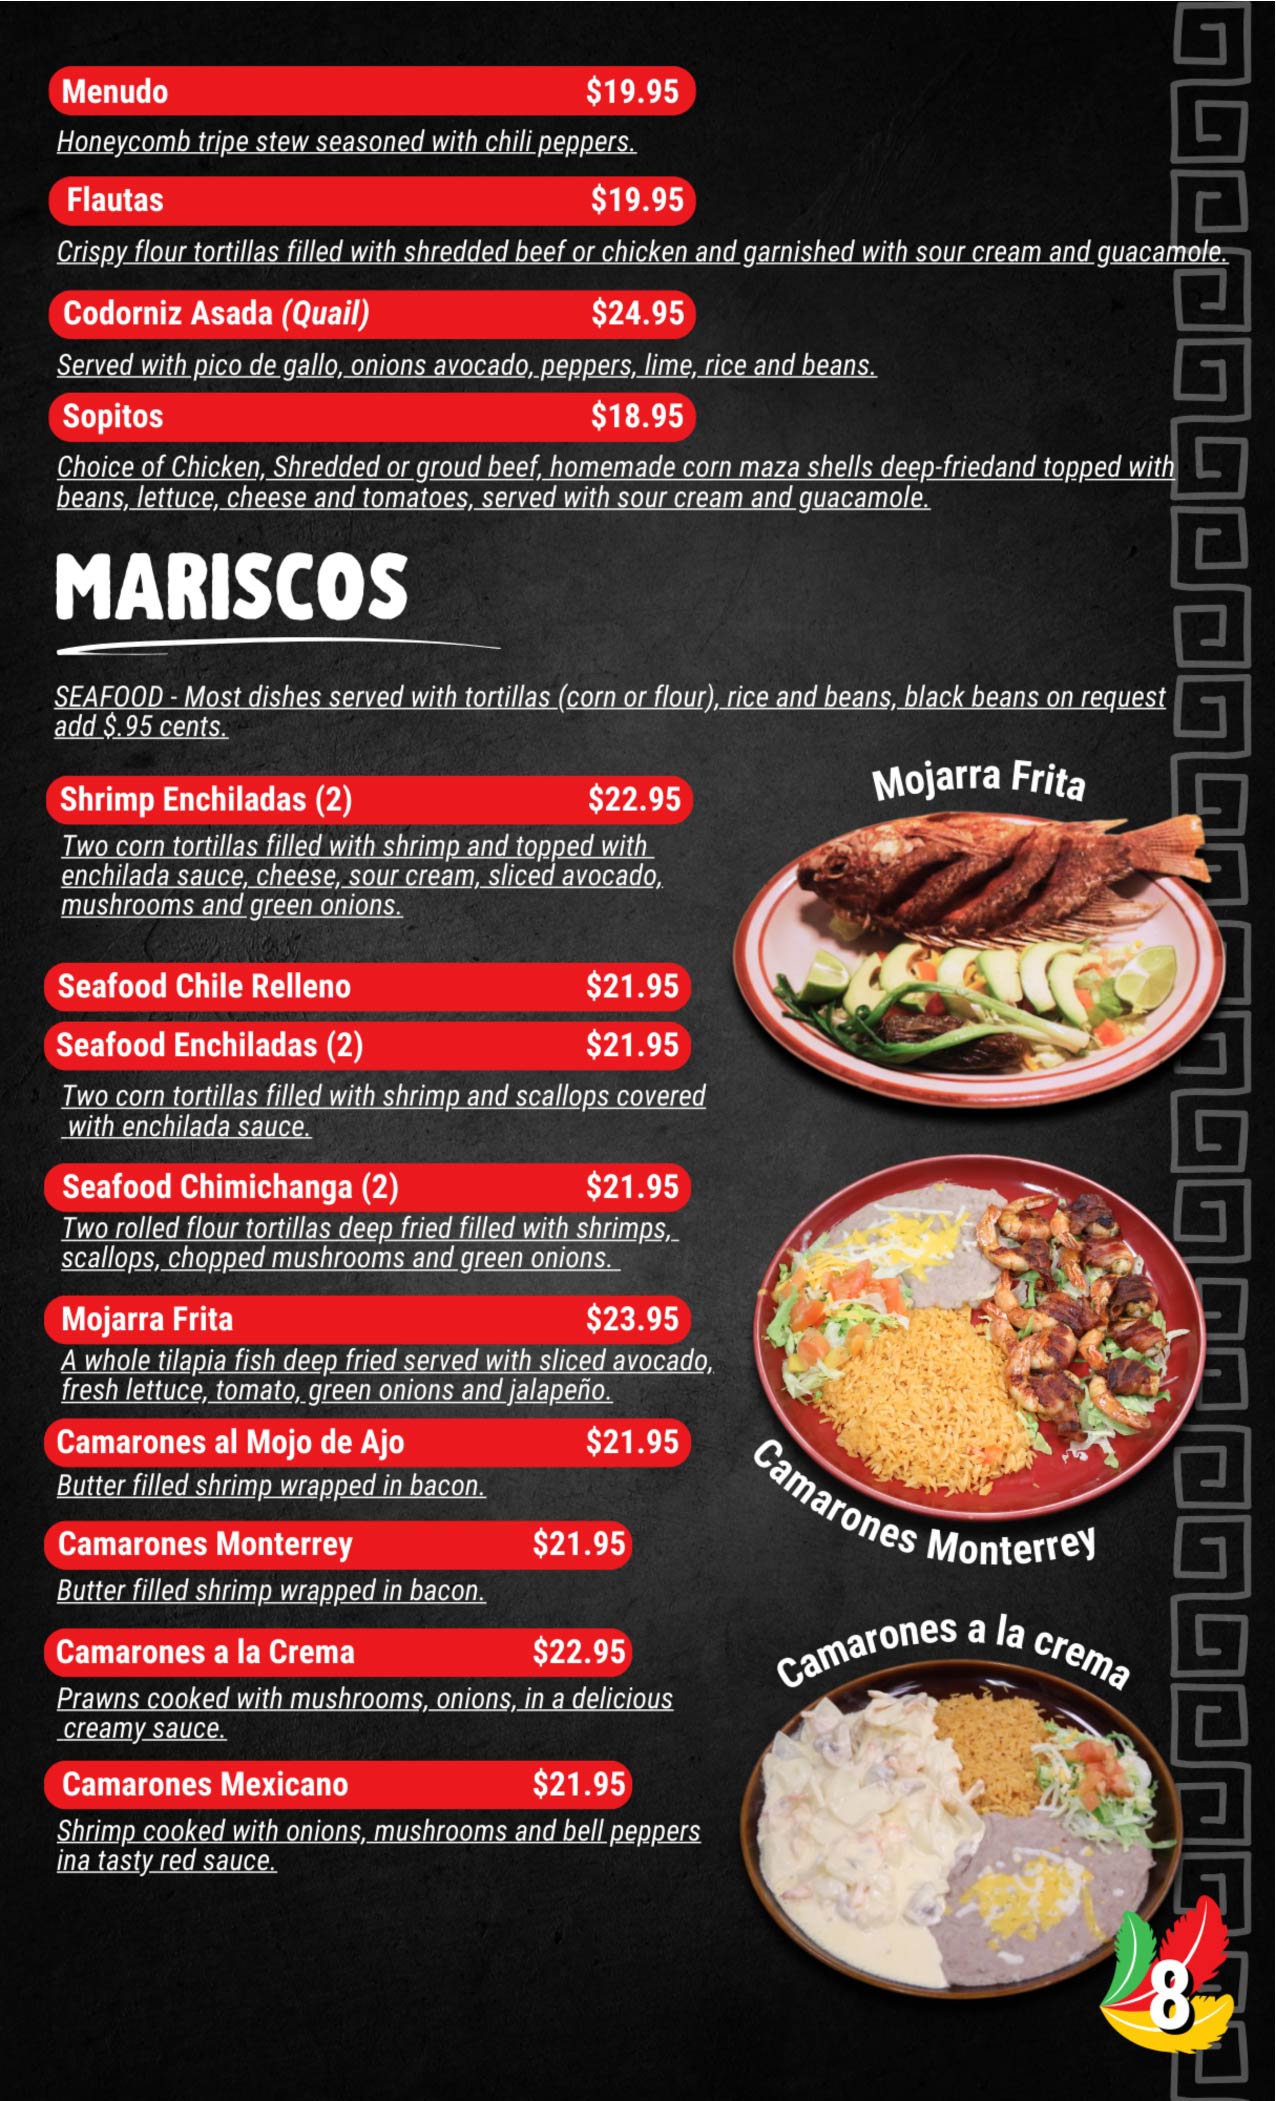 Menudo $19.95
Honeycomb tripe stew seasoned with chili peppers.
Flautas $19.95
Crispy flour tortillas filled with shredded beef or chicken and garnished with sour cream and guacamole.
Codorniz Asada (Quail) $24.95
Served with pico de gallo, onions avocado, peppers, lime, rice and beans.
Sopitos $18.95
Choice of Chicken, Shredded or groud beef, homemade corn maza shells deep-friedand topped with
beans, lettuce, cheese and tomatoes, served with sour cream and guacamole.
MARISCOS
SEAFOOD - Most dishes served with tortillas (corn or flour), rice and beans, black beans on request
add $.95 cents.
Shrimp Enchiladas (2) $22.95
Two corn tortillas filled with shrimp and topped with
enchilada sauce, cheese, sour cream, sliced avocado,
mushrooms and green onions.
Seafood Chile Relleno $21.95
Seafood Enchiladas (2) $21.95
Two corn tortillas filled with shrimp and scallops covered
with enchilada sauce.
Seafood Chimichanga (2) $21.95
Two rolled flour tortillas deep fried filled with shrimps,
scallops, chopped mushrooms and green onions.
Mojarra Frita $23.95
A whole tilapia fish deep fried served with sliced avocado,
fresh lettuce, tomato, green onions and jalapeño.
Camarones al Mojo de Ajo $21.95
Butter filled shrimp wrapped in bacon.
Camarones Monterrey $21.95
Butter filled shrimp wrapped in bacon.
Camarones a la Crema $22.95
Prawns cooked with mushrooms, onions, in a delicious
creamy sauce.
Camarones Mexicano $21.95
Shrimp cooked with onions, mushrooms and bell peppers
ina tasty red sauce.
Mojarra Frita
Camarones Monterrey
Camarones a la crema
8